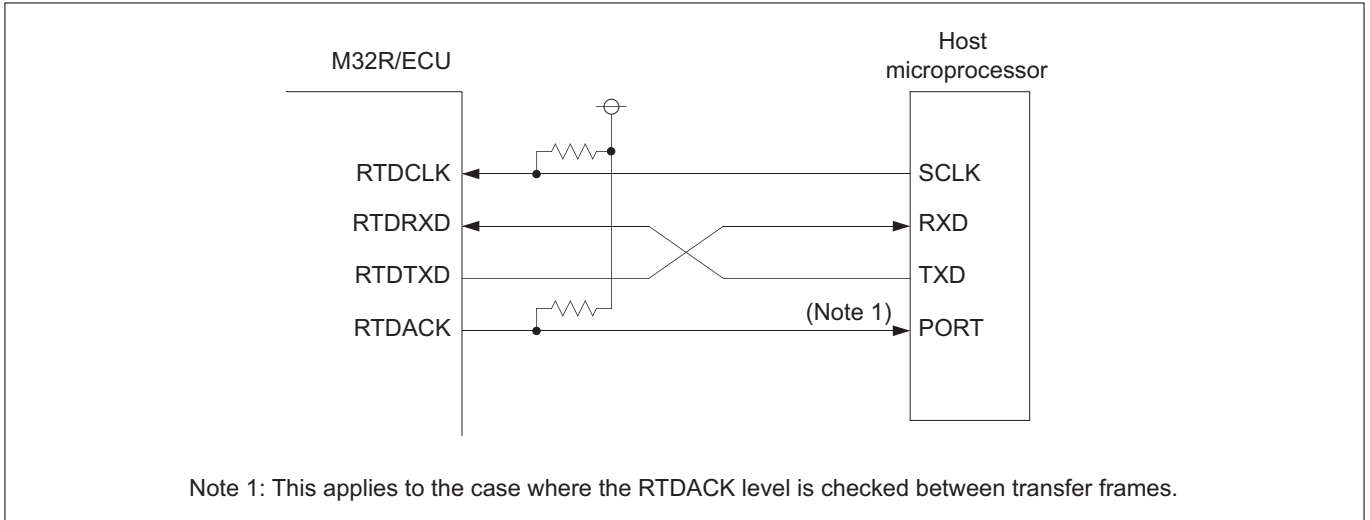 M32R/ECU
Host
microprocessor
RTDCLK
SCLK
RTDRXD
RXD
RTDTXD
TXD
RTDACK
(Note 1)
PORT
Note 1: This applies to the case where the RTDACK level is checked between transfer frames.